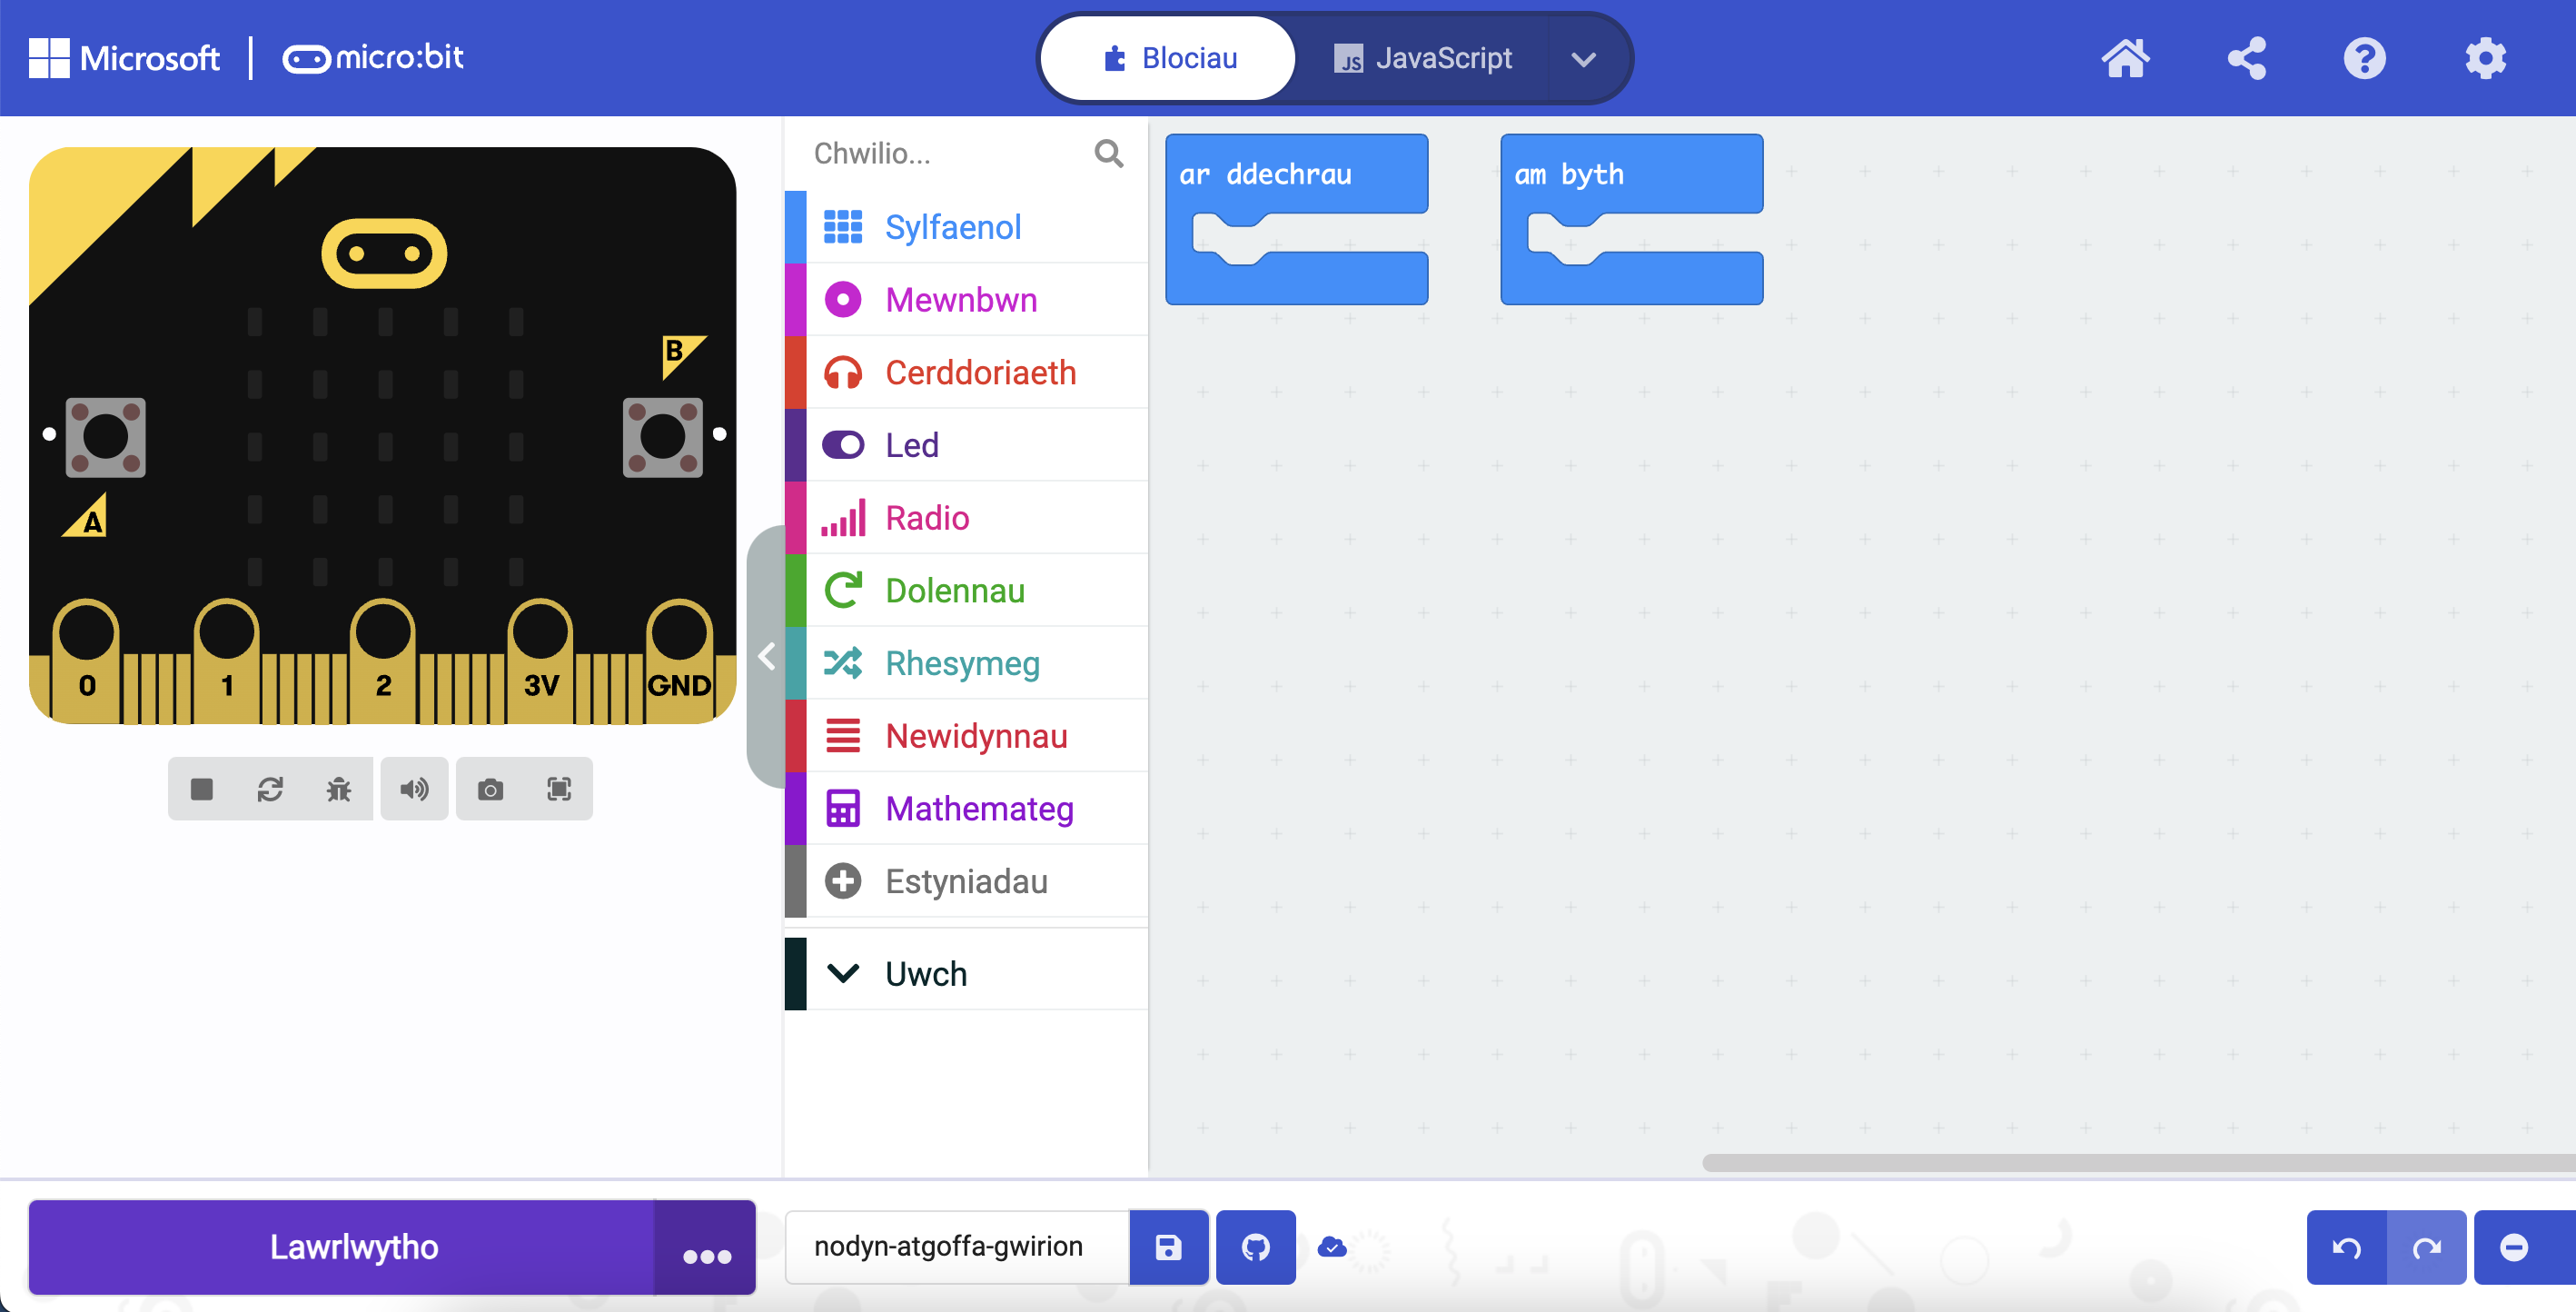 Microsoft | micro:bit
Blociau
JS JavaScript
B
A
0 1 2 3V GND
Chwilio...
Sylfaenol
Mewnbwn
Cerddoriaeth
Led
Radio
Dolennau
Rhesymeg
Newidynnau
Mathemateg
Estyniadau
Uwch
ar ddechrau
am byth
Lawrlwytho
nodyn-atgoffa-gwirion